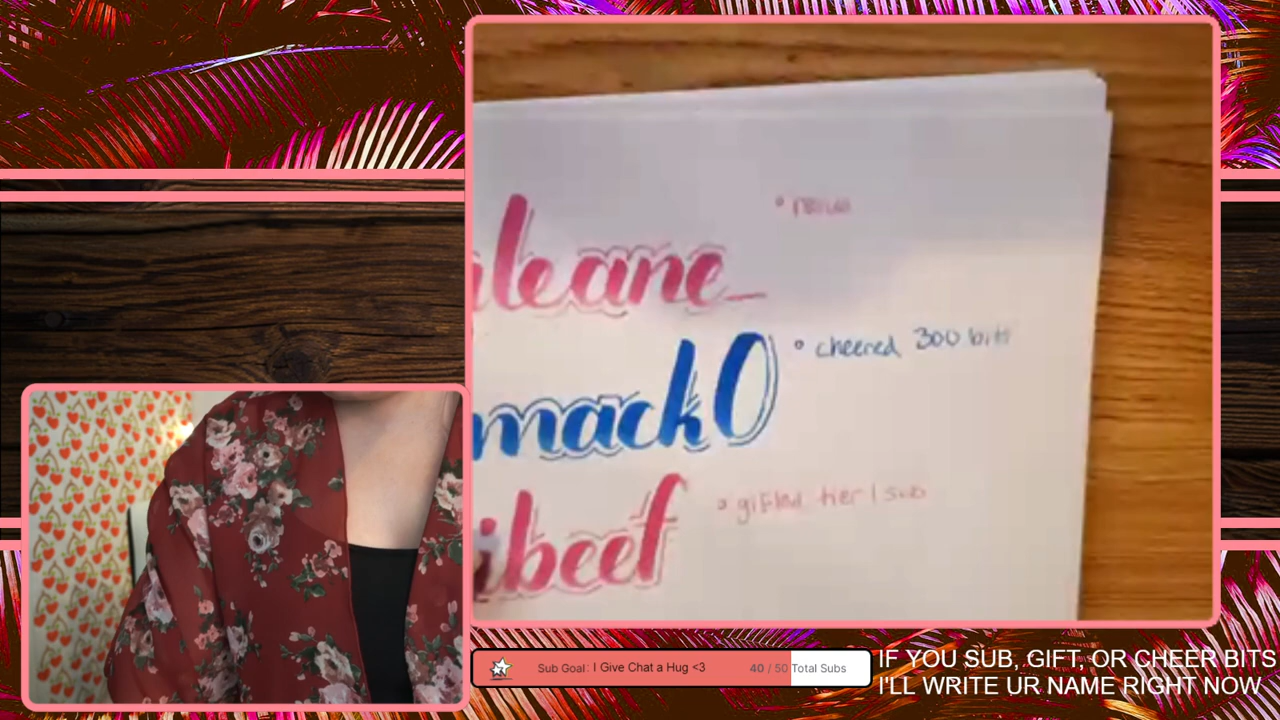 leane_
mack0
° cheered 300 bits
ibeef
° gifted tier 1 sub
Sub Goal: I Give Chat a Hug <3 40 / 50 Total Subs
IF YOU SUB, GIFT, OR CHEER BITS
I'LL WRITE UR NAME RIGHT NOW